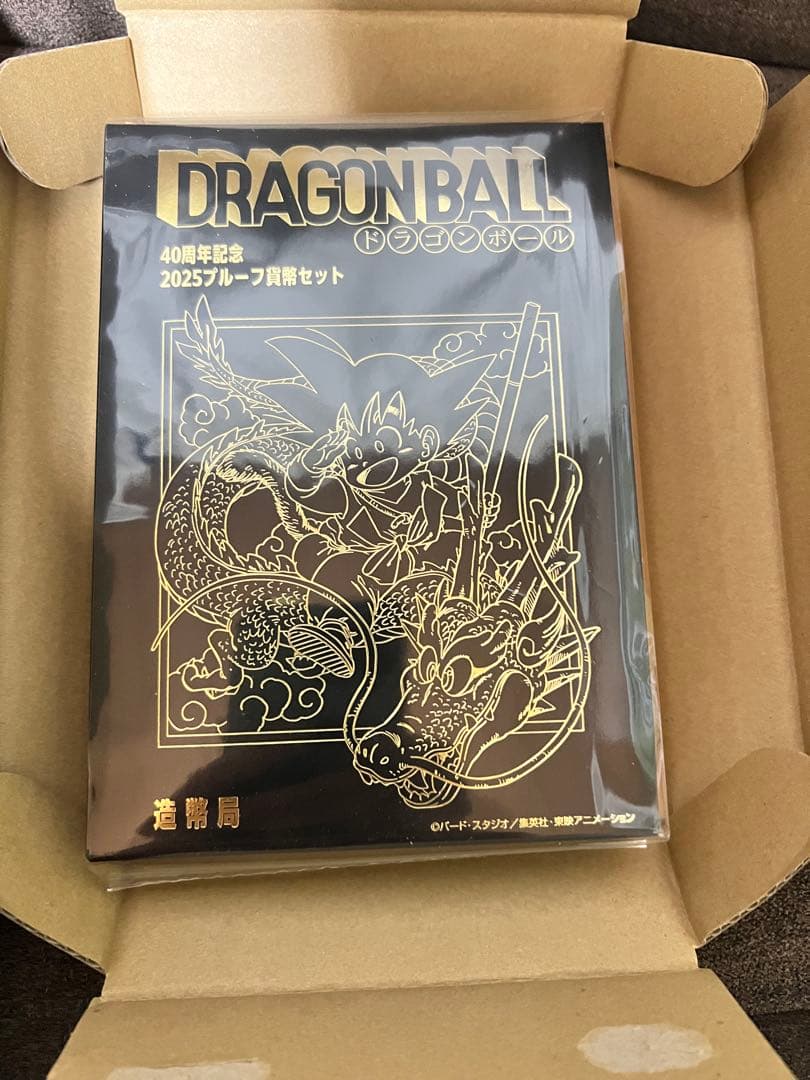 DRAGON BALL
ドラゴンボール
40周年記念
2025プルーフ貨幣セット
造幣局
©バード・スタジオ／集英社・東映アニメーション